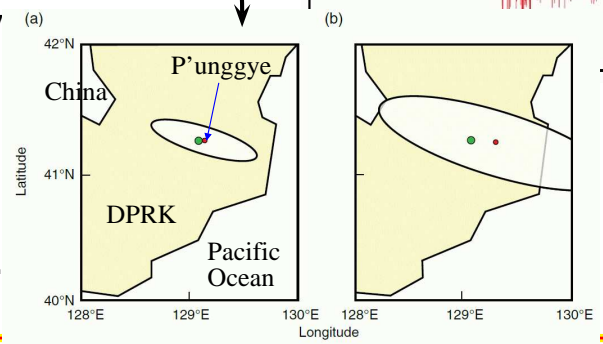 (a)
(b)
42°N
P'unggye
China
41°N
Latitude
DPRK
Pacific
Ocean
40°N
128°E
129°E
130°E
128°E
129°E
130°E
Longitude